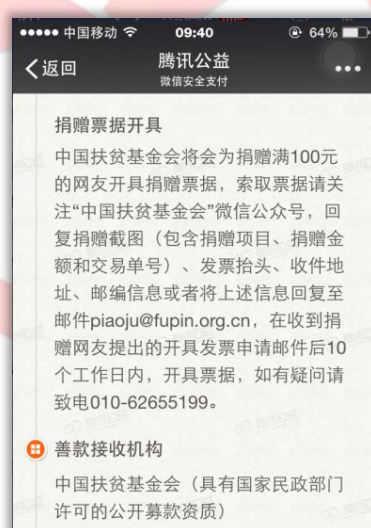 中国移动 09:40 64%
返回 腾讯公益
微信安全支付
捐赠票据开具
中国扶贫基金会将会为捐赠满100元
的网友开具捐赠票据，索取票据请关
注“中国扶贫基金会”微信公众号，回
复捐赠截图（包含捐赠项目、捐赠金
额和交易单号）、发票抬头、收件地
址、邮编信息或者将上述信息回复至
邮件piaoju@fupin.org.cn，在收到捐
赠网友提出的开具发票申请邮件后10
个工作日内，开具票据，如有疑问请
致电010-62655199。
善款接收机构
中国扶贫基金会（具有国家民政部门
许可的公开募款资质）